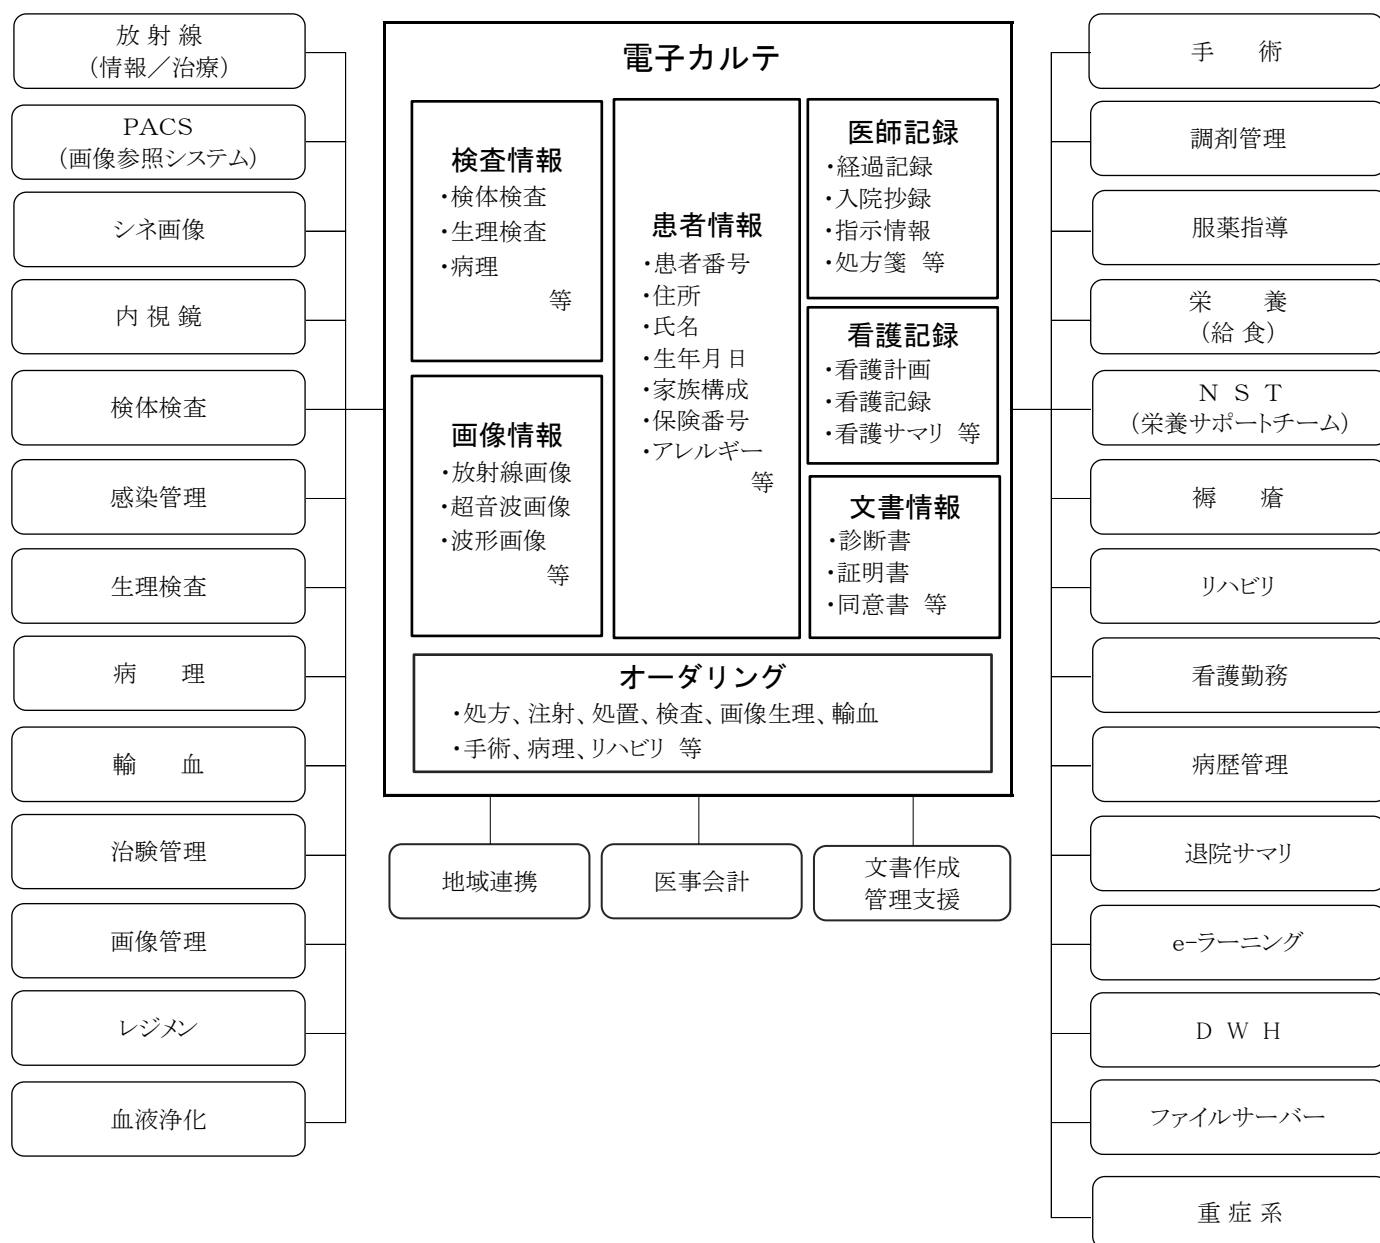 放 射 線
（情報／治療）
PACS
（画像参照システム）
シネ画像
内 視 鏡
検体検査
感染管理
生理検査
病　理
輸　血
治験管理
画像管理
レジメン
血液浄化
電子カルテ
検査情報
・検体検査
・生理検査
・病理
等
画像情報
・放射線画像
・超音波画像
・波形画像
等
患者情報
・患者番号
・住所
・氏名
・生年月日
・家族構成
・保険番号
・アレルギー
等
医師記録
・経過記録
・入院抄録
・指示情報
・処方箋 等
看護記録
・看護計画
・看護記録
・看護サマリ 等
文書情報
・診断書
・証明書
・同意書 等
オーダリング
・処方、注射、処置、検査、画像生理、輸血
・手術、病理、リハビリ 等
地域連携
医事会計
文書作成
管理支援
手　術
調剤管理
服薬指導
栄　養
（給 食）
N S T
（栄養サポートチーム）
褥　瘡
リハビリ
看護勤務
病歴管理
退院サマリ
e-ラーニング
D W H
ファイルサーバー
重 症 系